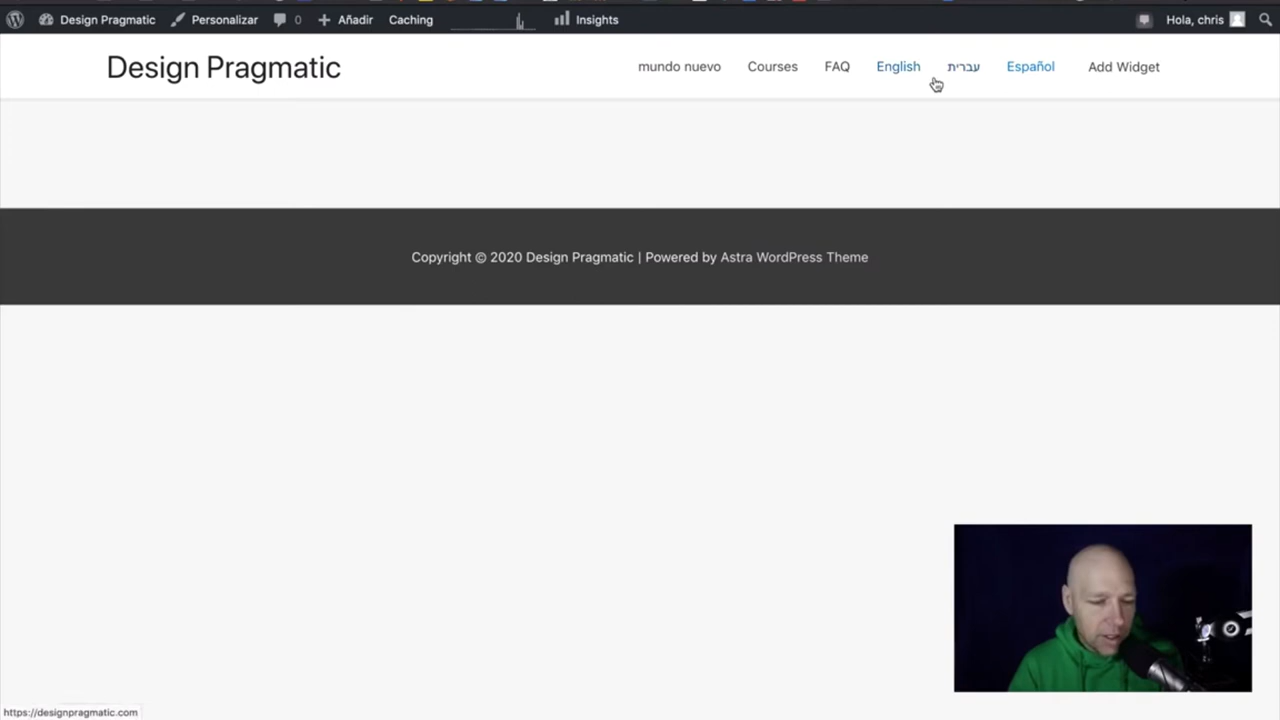 Design Pragmatic Personalizar 0 Añadir Caching Insights Hola, chris
Design Pragmatic mundo nuevo Courses FAQ English עברית Español Add Widget
Copyright © 2020 Design Pragmatic | Powered by Astra WordPress Theme
https://designpragmatic.com